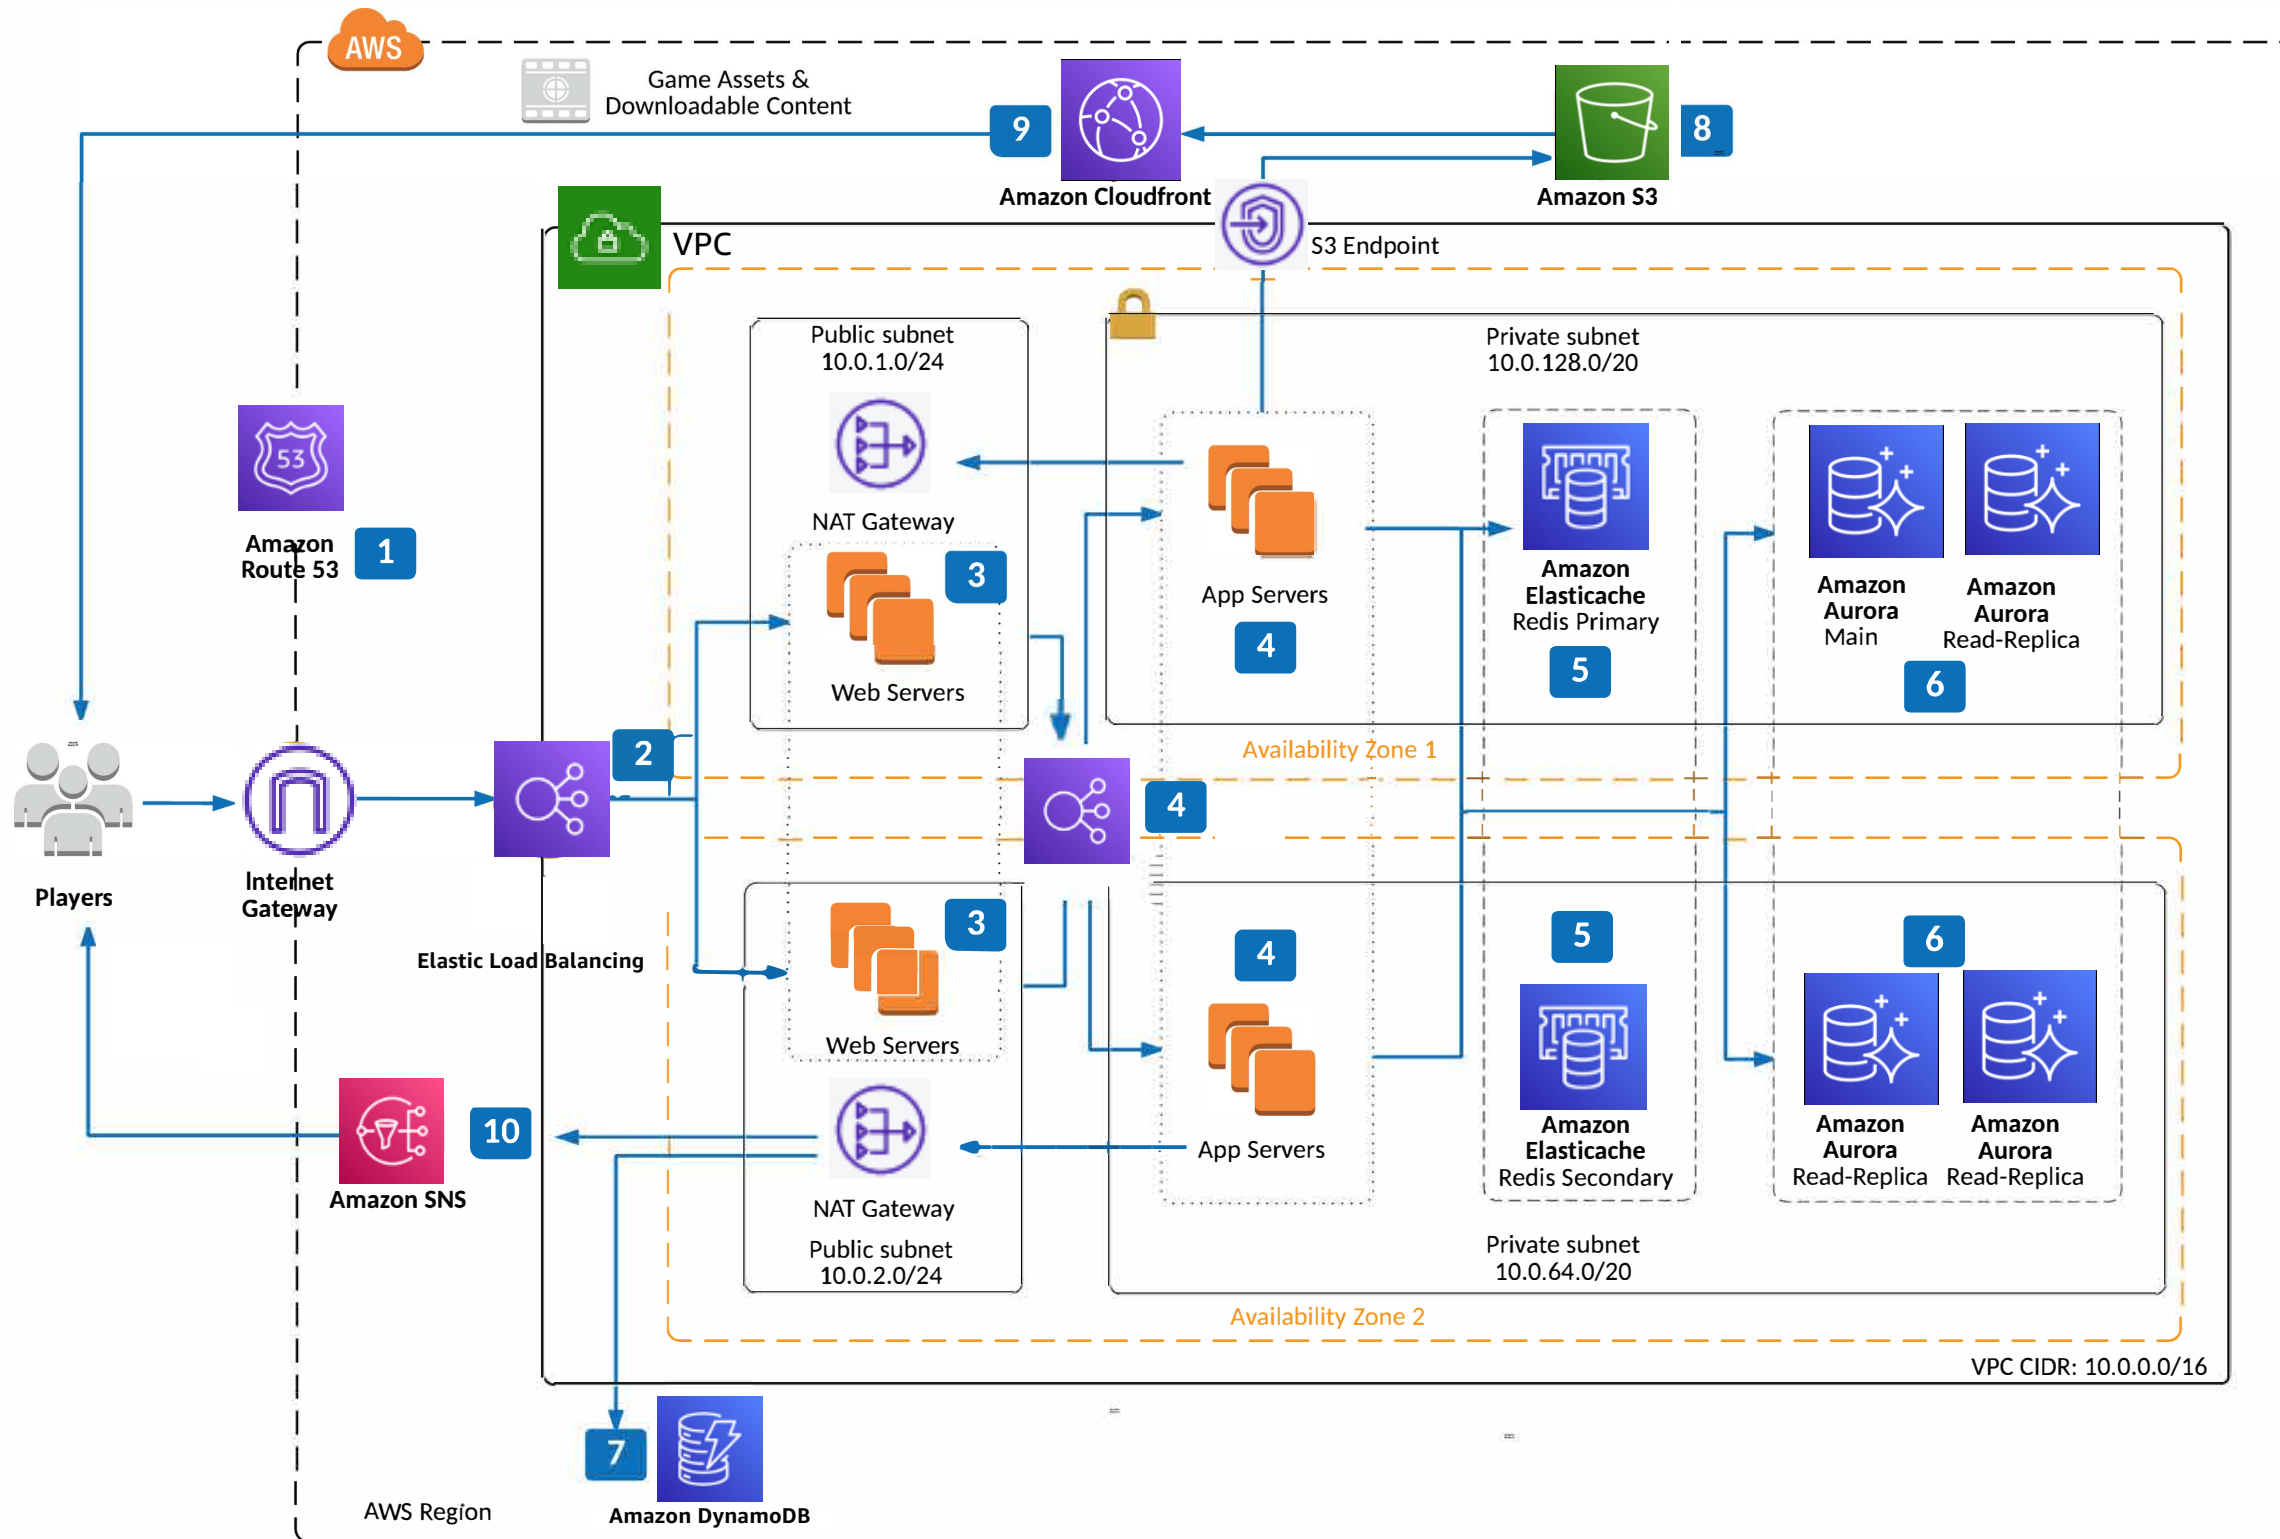 AWS
Game Assets &
Downloadable Content
9
8
Amazon Cloudfront
Amazon S3
VPC
S3 Endpoint
Public subnet
10.0.1.0/24
Private subnet
10.0.128.0/20
53
Amazon
Route 53
1
NAT Gateway
3
Web Servers
App Servers
4
Amazon
Elasticache
Redis Primary
5
Amazon
Aurora
Main
Amazon
Aurora
Read-Replica
6
Availability Zone 1
2
4
Players
Internet
Gateway
Elastic Load Balancing
3
Web Servers
4
App Servers
5
Amazon
Elasticache
Redis Secondary
6
Amazon
Aurora
Read-Replica
Amazon
Aurora
Read-Replica
10
Amazon SNS
NAT Gateway
Public subnet
10.0.2.0/24
Private subnet
10.0.64.0/20
Availability Zone 2
VPC CIDR: 10.0.0.0/16
7
Amazon DynamoDB
AWS Region